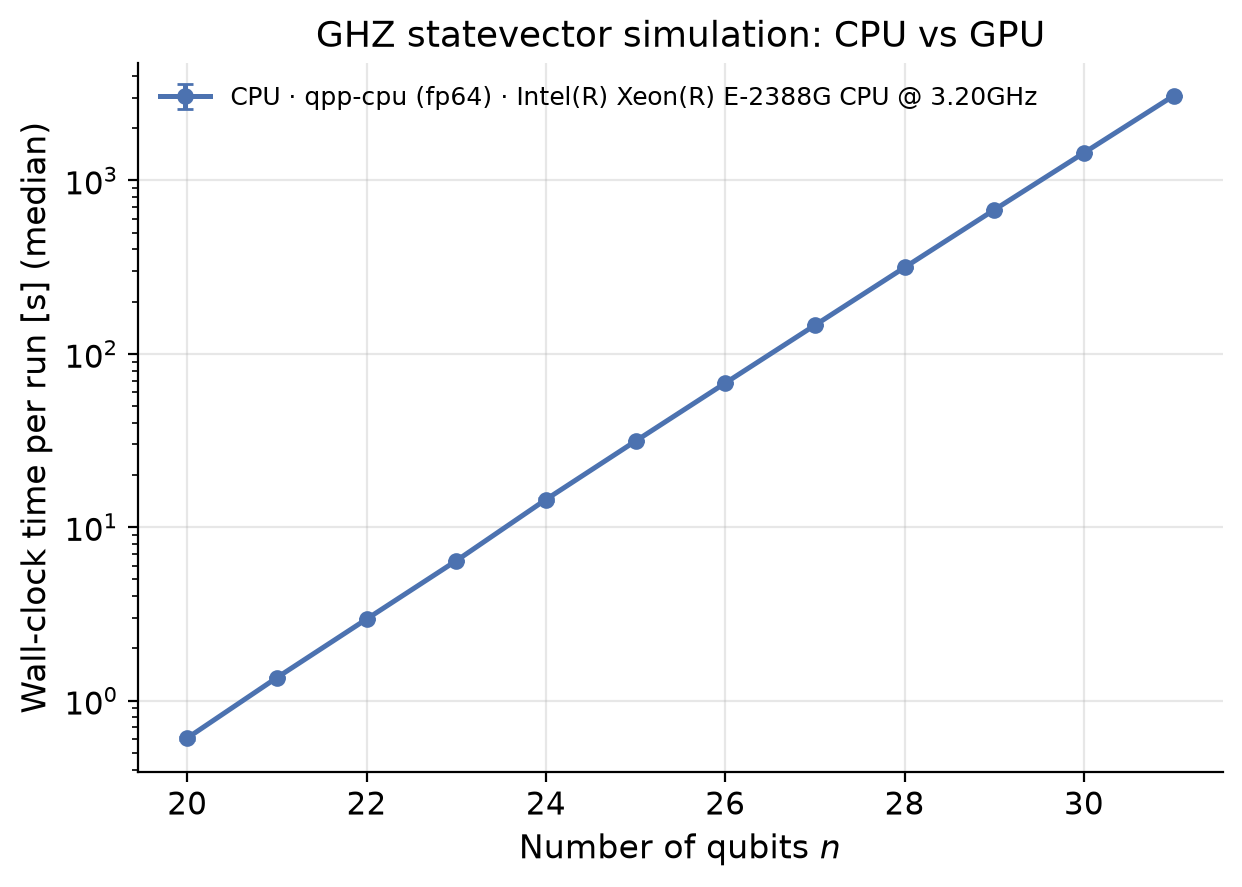 GHZ statevector simulation: CPU vs GPU
CPU · qpp-cpu (fp64) · Intel(R) Xeon(R) E-2388G CPU @ 3.20GHz
Wall-clock time per run [s] (median)
10³
10²
10¹
10⁰
20 22 24 26 28 30
Number of qubits n